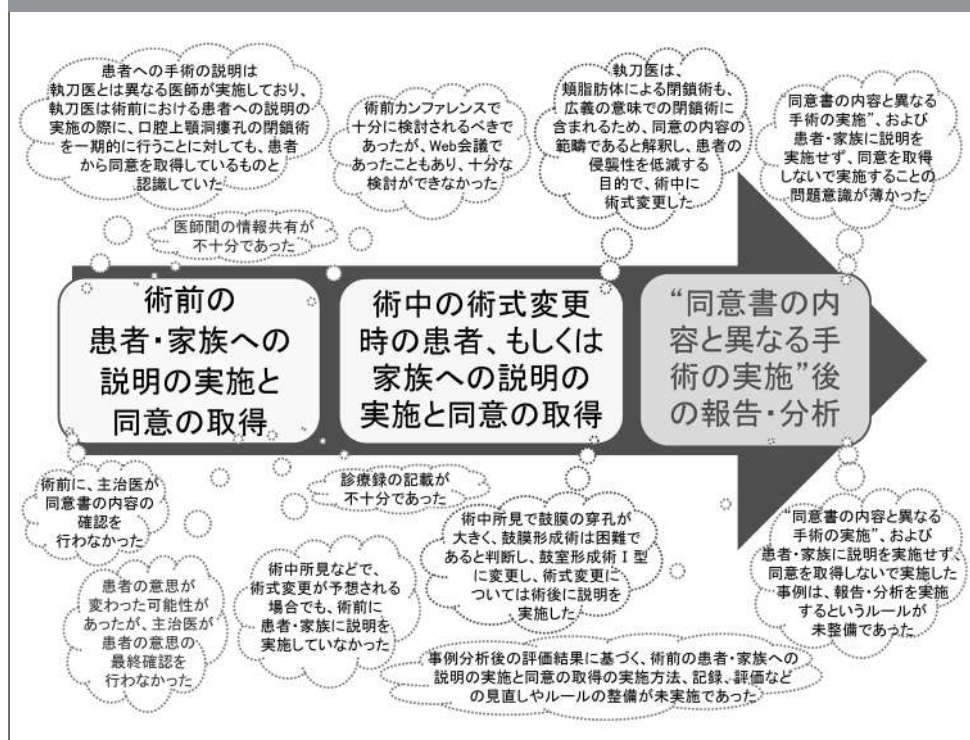 患者への手術の説明は
執刀医とは異なる医師が実施しており、
執刀医は術前における患者への説明の
実施の際に、口腔上顎洞瘻孔の閉鎖術
を一期的に行うことに対しても、患者
から同意を取得しているものと
認識していた
医師間の情報共有が
不十分であった
術前カンファレンスで
十分に検討されるべきで
あったが、Web会議で
あったこともあり、十分な
検討ができなかった
執刀医は、
頬脂肪体による閉鎖術も、
広義の意味での閉鎖術に
含まれるため、同意の内容の
範疇であると解釈し、患者の
侵襲性を低減する
目的で、術中に
術式変更した
“同意書の内容と異なる
手術の実施”、および
患者・家族に説明を
実施せず、同意を取得
しないで実施することの
問題意識が薄かった
術前の
患者・家族への
説明の実施と
同意の取得
術中の術式変更
時の患者、もしくは
家族への説明の
実施と同意の取得
“同意書の内
容と異なる手
術の実施”後
の報告・分析
術前に、主治医が
同意書の内容の
確認を
行わなかった
患者の意思が
変わった可能性が
あったが、主治医が
患者の意思の
最終確認を
行わなかった
術中所見などで、
術式変更が予想される
場合でも、術前に
患者・家族に説明を
実施していなかった
診療録の記載が
不十分であった
術中所見で鼓膜の穿孔が
大きく、鼓膜形成術は困難で
あると判断し、鼓室形成術Ⅰ型
に変更し、術式変更に
ついては術後に説明を
実施した
“同意書の内容と異なる
手術の実施”、および
患者・家族に説明を実施せず、
同意を取得しないで実施した
事例は、報告・分析を実施
するというルールが
未整備であった
事例分析後の評価結果に基づく、術前の患者・家族への
説明の実施と同意の取得の実施方法、記録、評価など
の見直しやルールの整備が未実施であった